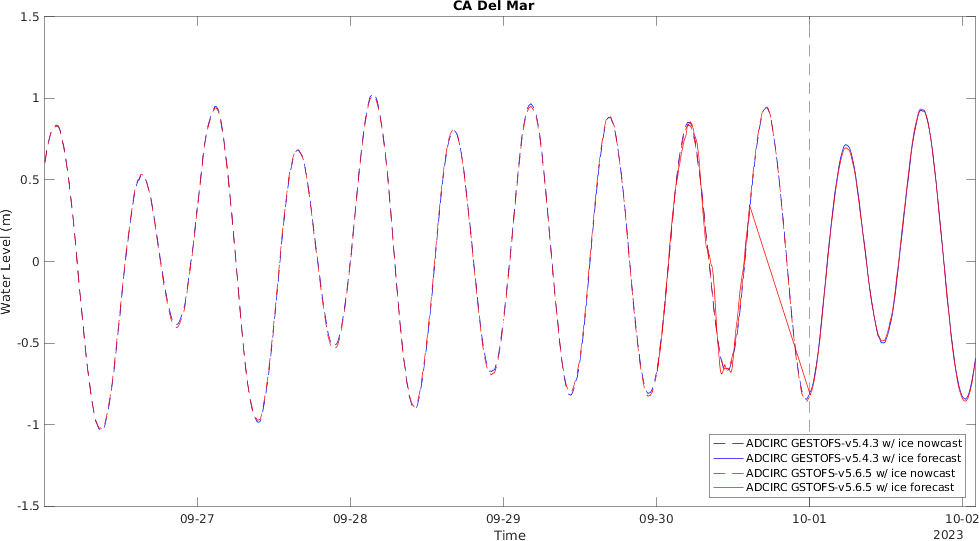 CA Del Mar
1.5
1
0.5
0
-0.5
-1
-1.5
Water Level (m)
09-27
09-28
09-29
09-30
10-01
10-02
2023
Time
ADCIRC GESTOFS-v5.4.3 w/ ice nowcast
ADCIRC GESTOFS-v5.4.3 w/ ice forecast
ADCIRC GSTOFS-v5.6.5 w/ ice nowcast
ADCIRC GSTOFS-v5.6.5 w/ ice forecast